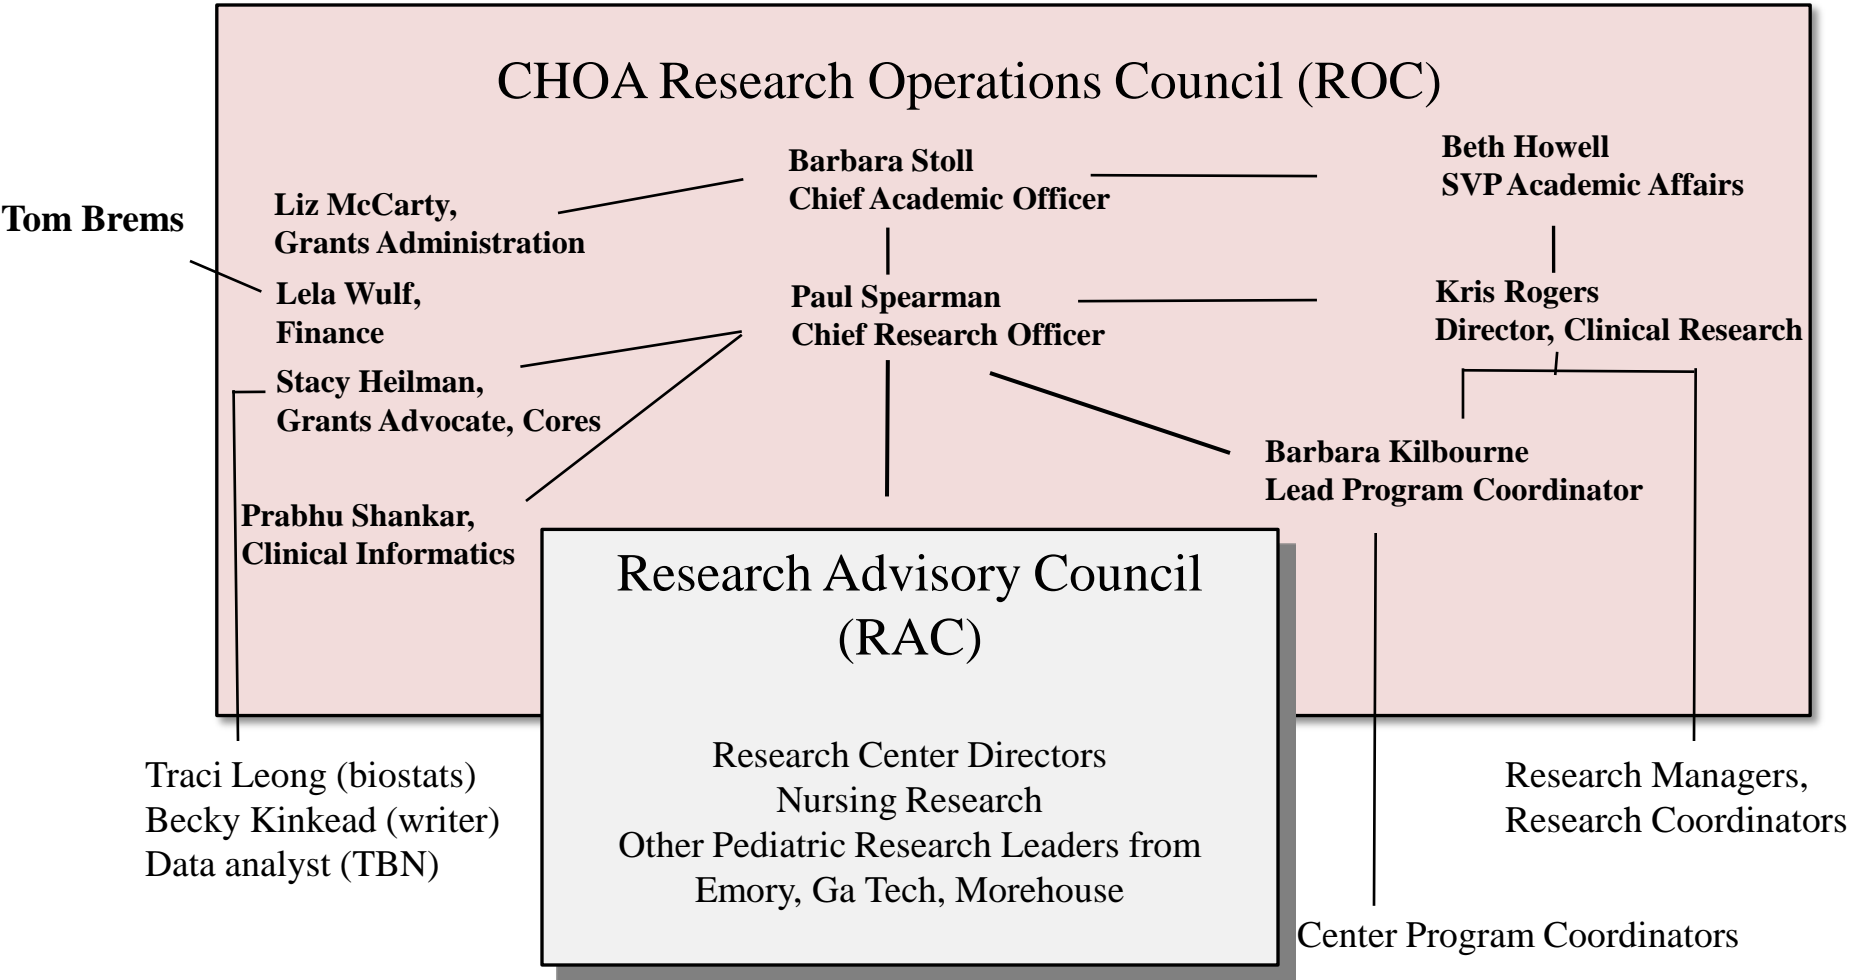 CHOA Research Operations Council (ROC)
Barbara Stoll
Chief Academic Officer
Beth Howell
SVP Academic Affairs
Liz McCarty,
Grants Administration
Tom Brems
Lela Wulf,
Finance
Paul Spearman
Chief Research Officer
Kris Rogers
Director, Clinical Research
Stacy Heilman,
Grants Advocate, Cores
Barbara Kilbourne
Lead Program Coordinator
Prabhu Shankar,
Clinical Informatics
Research Advisory Council
(RAC)
Research Center Directors
Nursing Research
Other Pediatric Research Leaders from
Emory, Ga Tech, Morehouse
Traci Leong (biostats)
Becky Kinkead (writer)
Data analyst (TBN)
Research Managers,
Research Coordinators
Center Program Coordinators